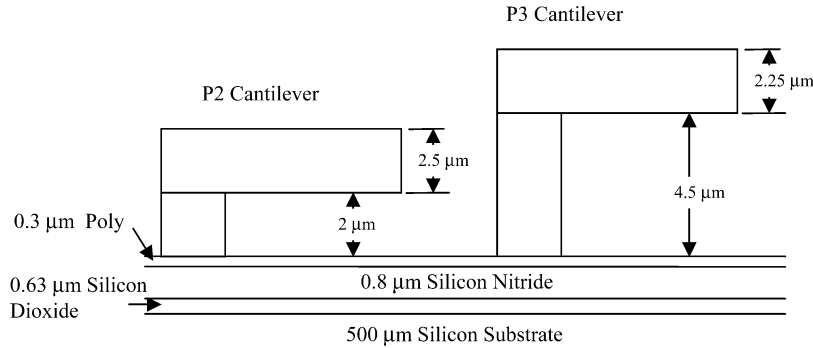 P3 Cantilever
2.25 μm
P2 Cantilever
2.5 μm
4.5 μm
2 μm
0.3 μm Poly
0.8 μm Silicon Nitride
0.63 μm Silicon
Dioxide
500 μm Silicon Substrate